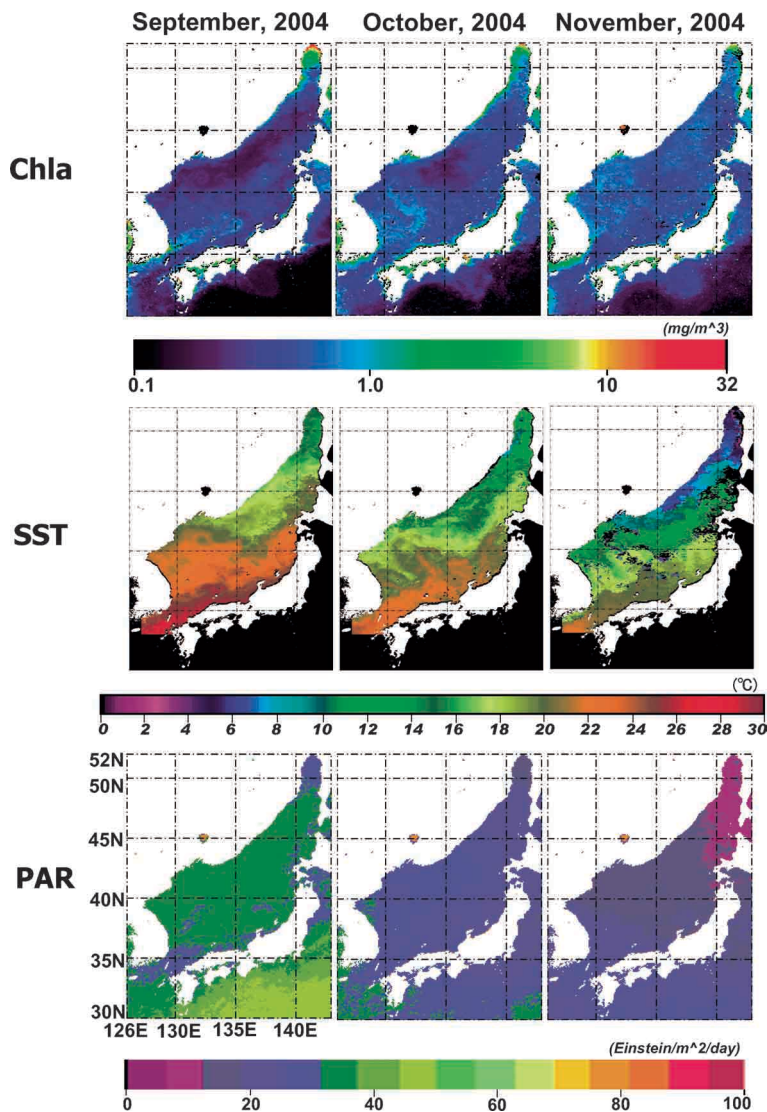 September, 2004 October, 2004 November, 2004
Chla
(mg/m^3)
0.1 1.0 10 32
SST
(℃)
0 2 4 6 8 10 12 14 16 18 20 22 24 26 28 30
52N
50N
45N
PAR
40N
35N
30N
126E 130E 135E 140E
(Einstein/m^2/day)
0 20 40 60 80 100